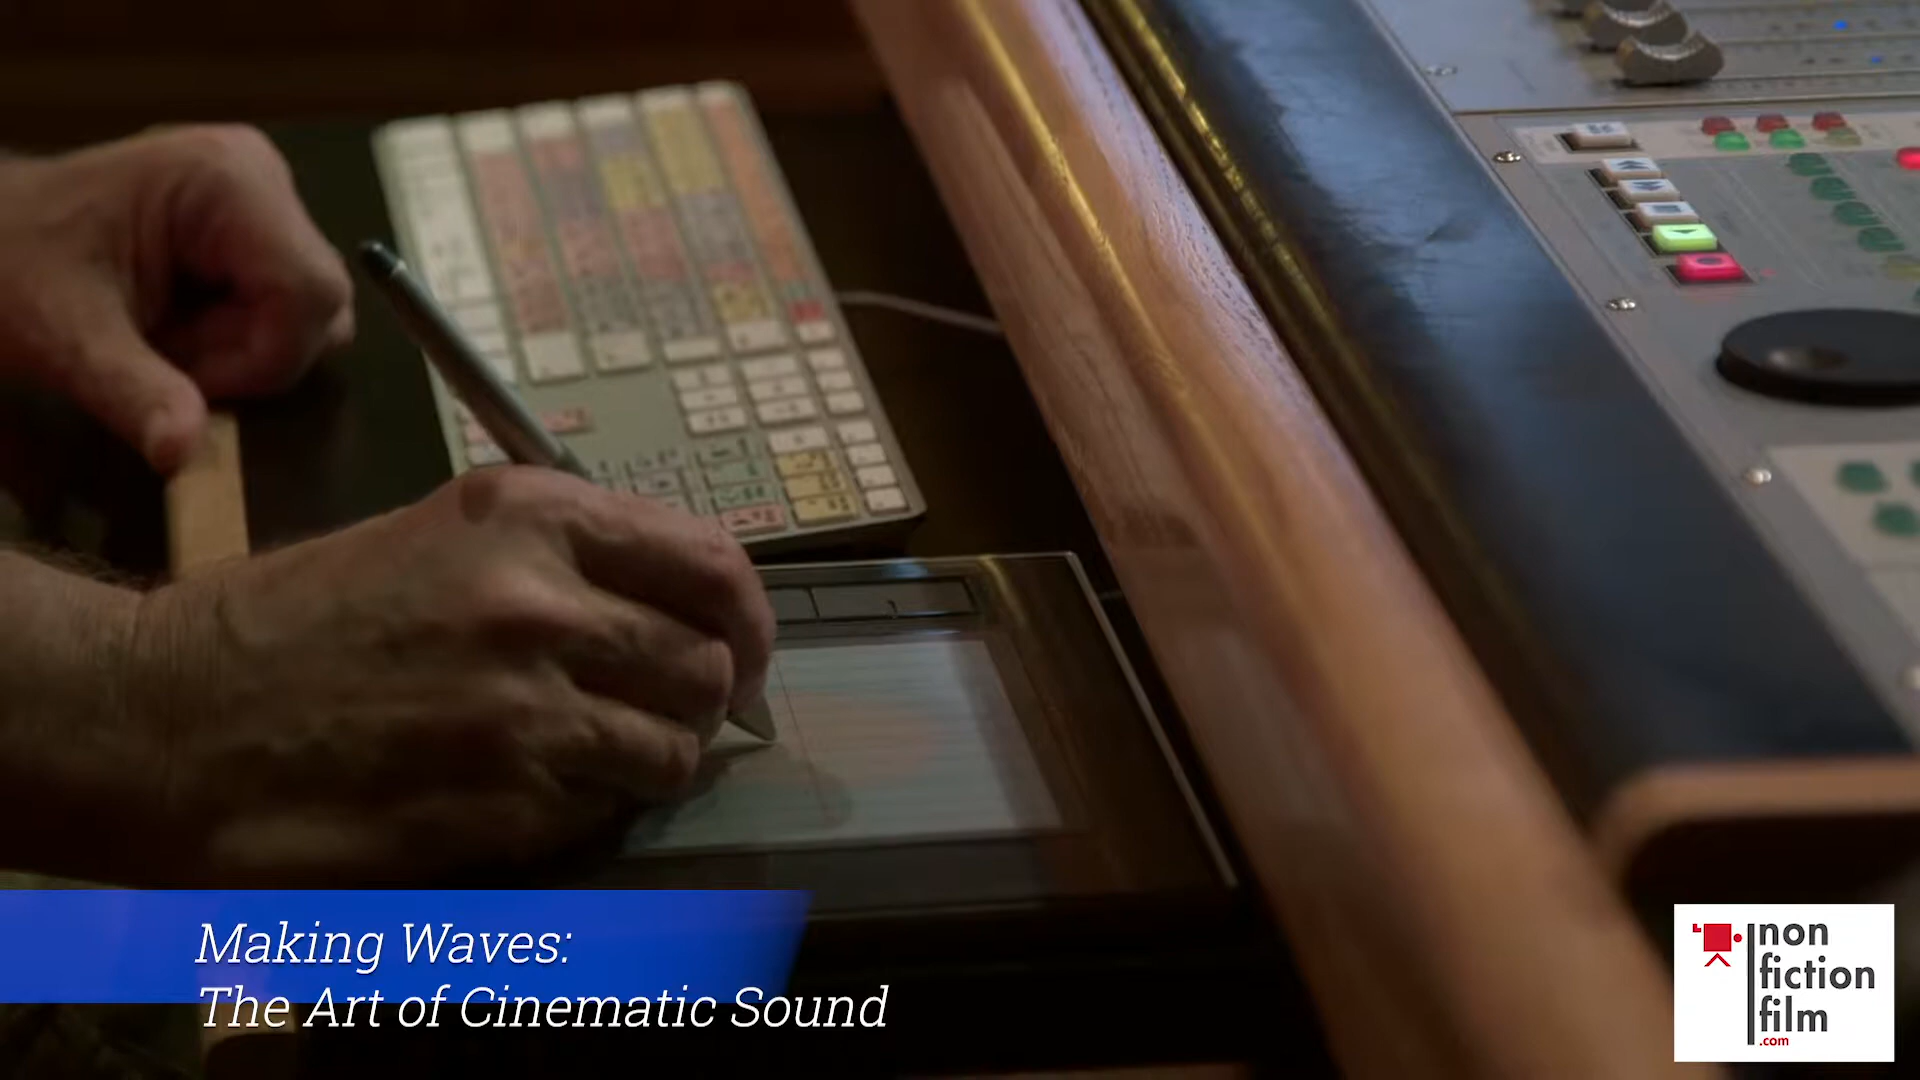 Making Waves:
The Art of Cinematic Sound
non
fiction
film
.com